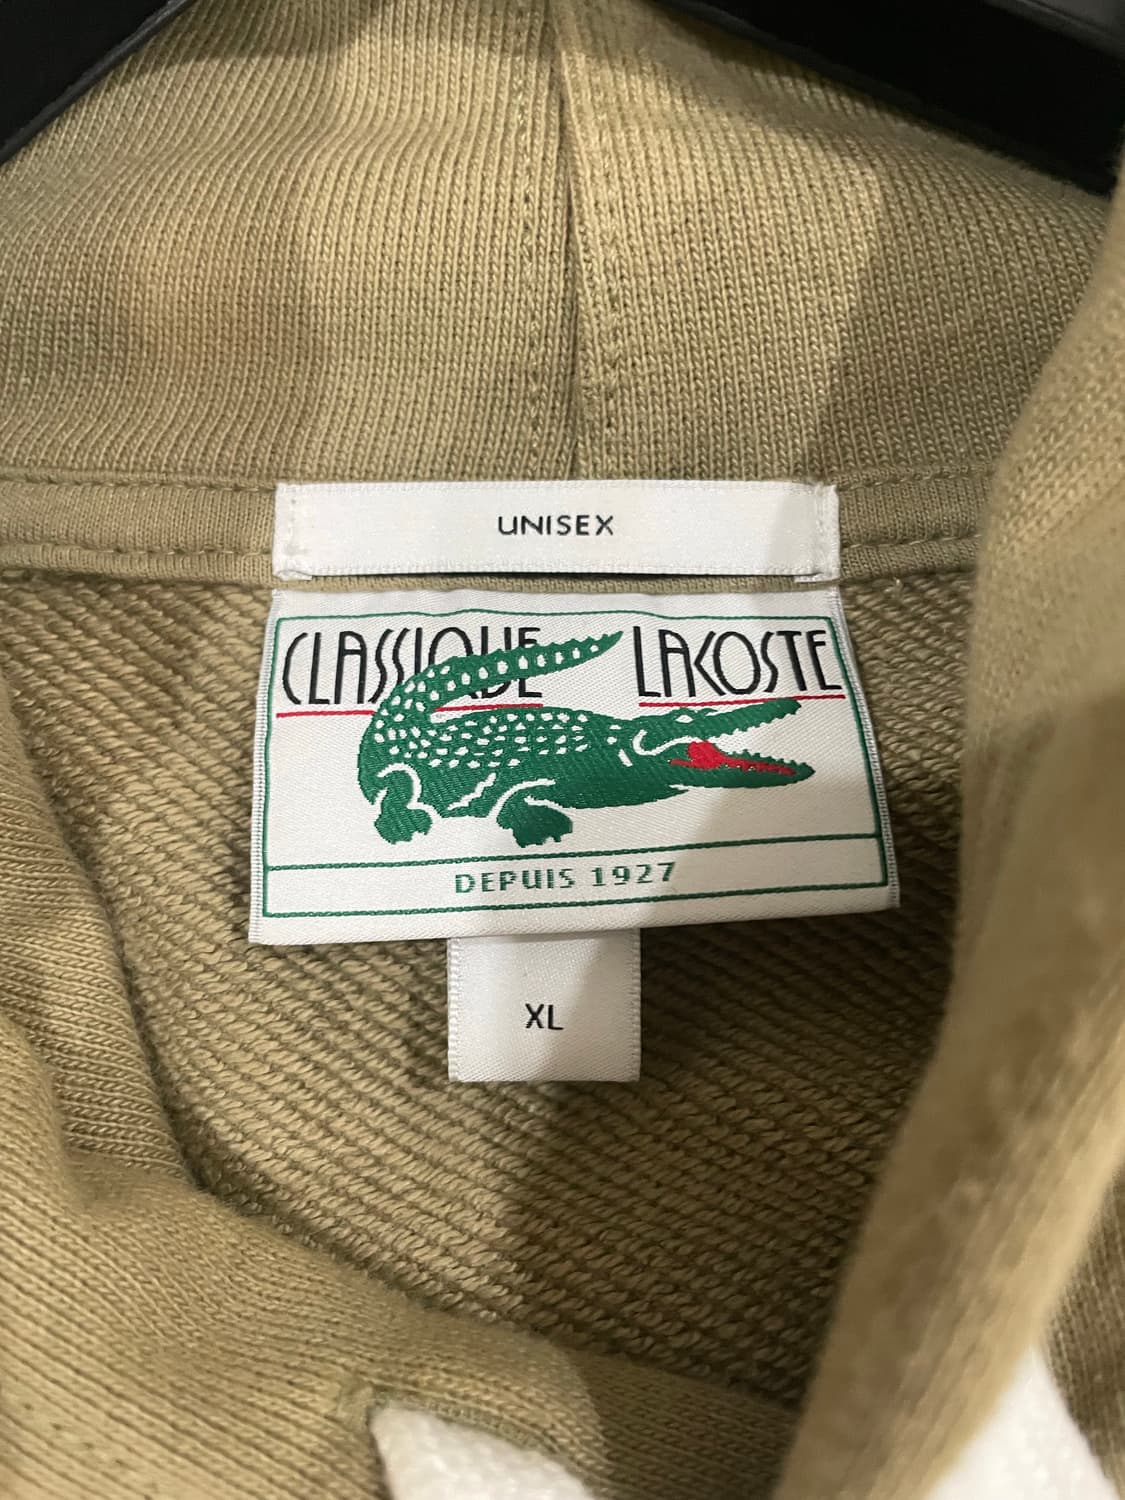 UNISEX
CLASSIQUE LACOSTE
DEPUIS 1927
XL